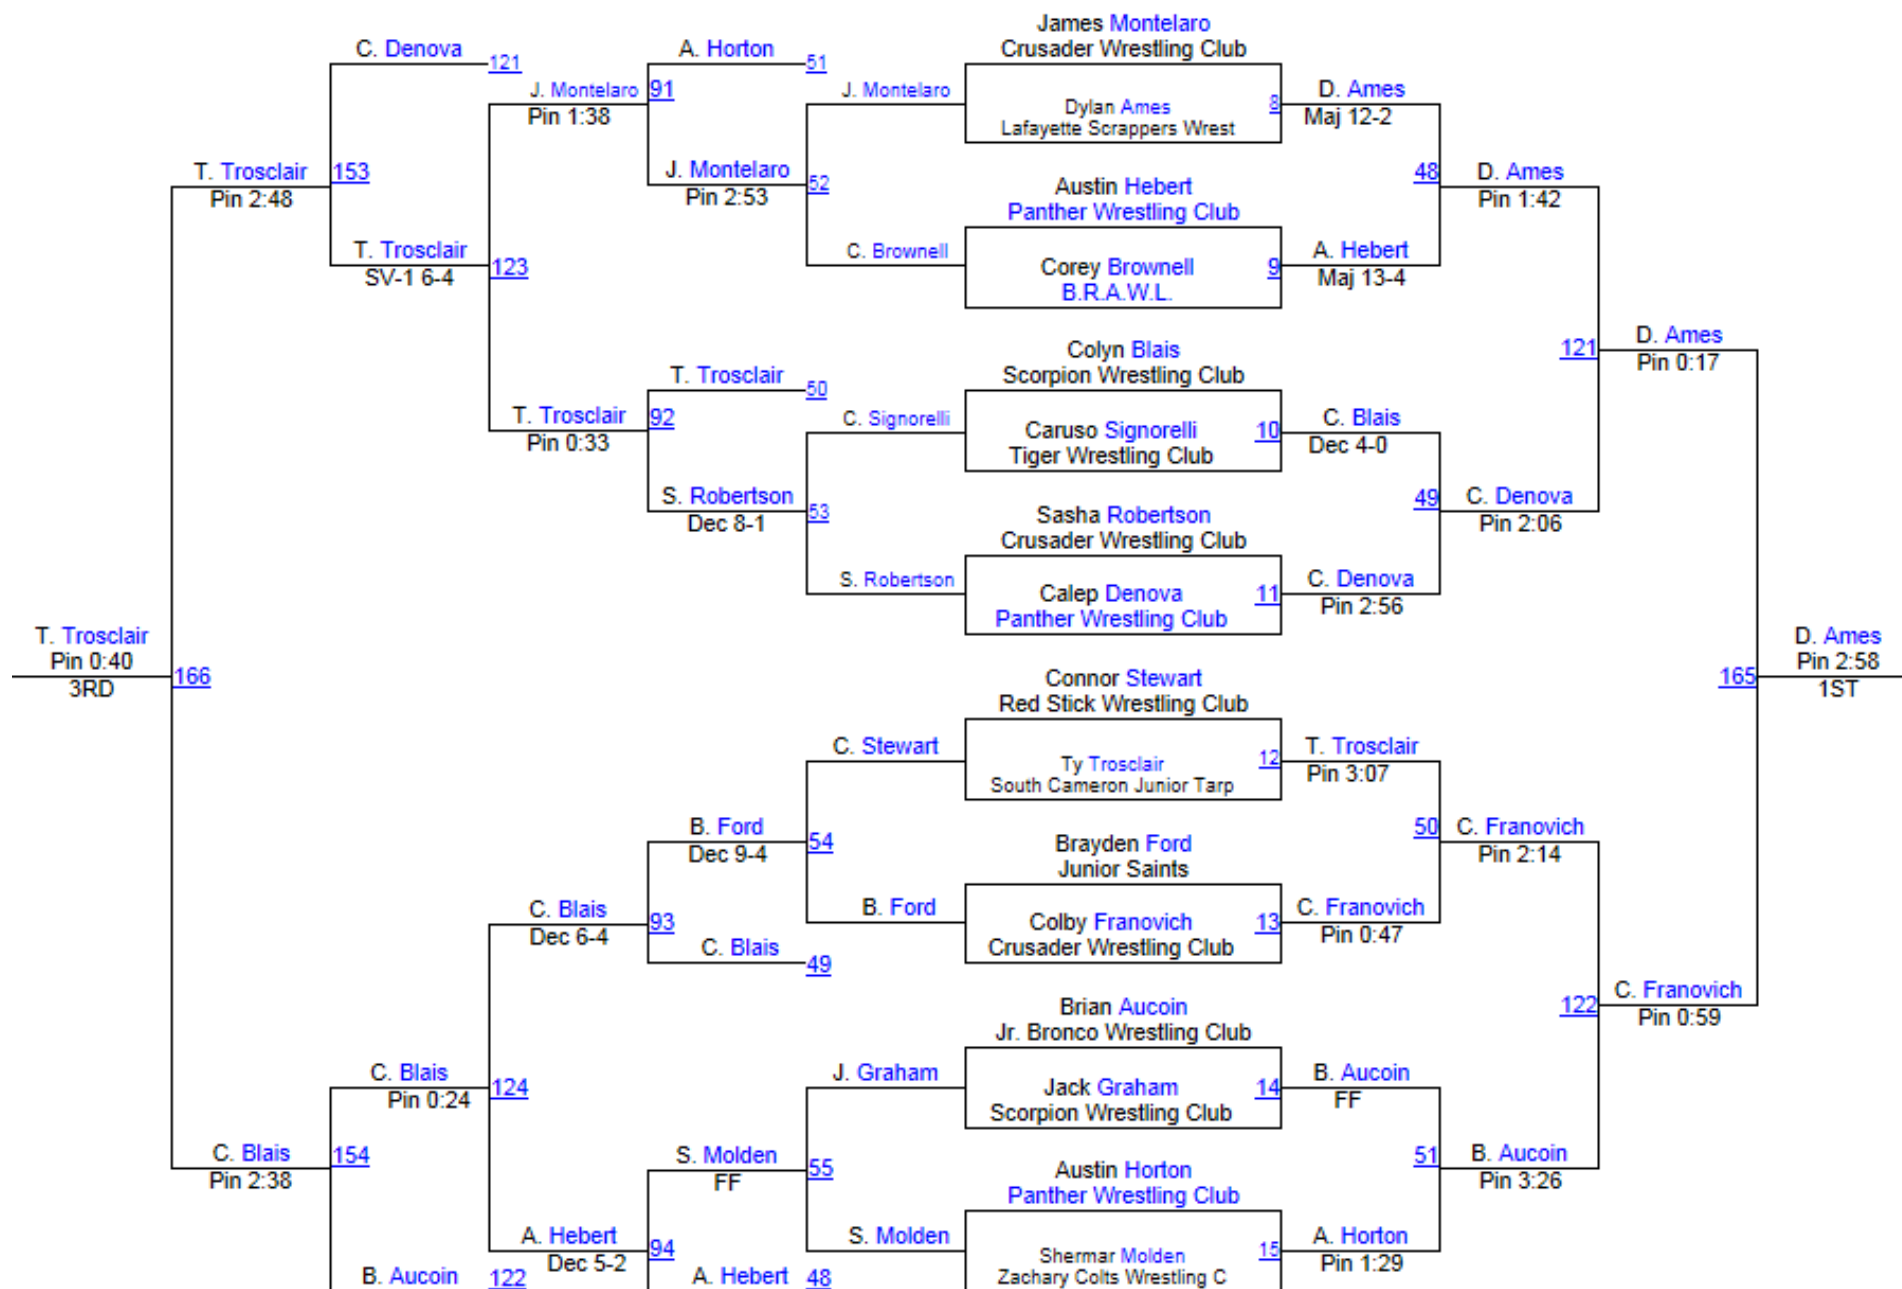 James Montelaro
C. Denova
A. Horton
Crusader Wrestling Club
121
51
J. Montelaro 91
J. Montelaro
D. Ames
Pin 1:38
Dylan Ames 8
Maj 12-2
Lafayette Scrappers Wrest
T. Trosclair 153
J. Montelaro
48
D. Ames
Pin 2:48
Pin 2:53
52
Austin Hebert
Pin 1:42
Panther Wrestling Club
T. Trosclair
C. Brownell
A. Hebert
SV-1 6-4
123
Corey Brownell 9
Maj 13-4
B.R.A.W.L.
D. Ames
121
Colyn Blais
Pin 0:17
T. Trosclair
Scorpion Wrestling Club
50
T. Trosclair 92
C. Signorelli
C. Blais
Pin 0:33
Caruso Signorelli 10
Dec 4-0
Tiger Wrestling Club
S. Robertson
49
C. Denova
Dec 8-1
53
Sasha Robertson
Pin 2:06
Crusader Wrestling Club
S. Robertson
C. Denova
Calep Denova 11
Pin 2:56
Panther Wrestling Club
T. Trosclair
D. Ames
Pin 0:40
Pin 2:58
3RD
166
Connor Stewart
165
1ST
Red Stick Wrestling Club
C. Stewart
T. Trosclair
Ty Trosclair 12
Pin 3:07
South Cameron Junior Tarp
B. Ford
50
C. Franovich
Dec 9-4
54
Brayden Ford
Pin 2:14
Junior Saints
C. Blais
B. Ford
C. Franovich
Dec 6-4
93
Colby Franovich 13
Pin 0:47
C. Blais
Crusader Wrestling Club
49
C. Franovich
122
Brian Aucoin
Pin 0:59
Jr. Bronco Wrestling Club
C. Blais
J. Graham
B. Aucoin
Pin 0:24
124
Jack Graham 14
FF
Scorpion Wrestling Club
C. Blais 154
S. Molden
51
B. Aucoin
Pin 2:38
FF
55
Austin Horton
Pin 3:26
Panther Wrestling Club
A. Hebert
S. Molden
A. Horton
Dec 5-2
94
Shermar Molden 15
Pin 1:29
B. Aucoin 122
A. Hebert 48
Zachary Colts Wrestling C